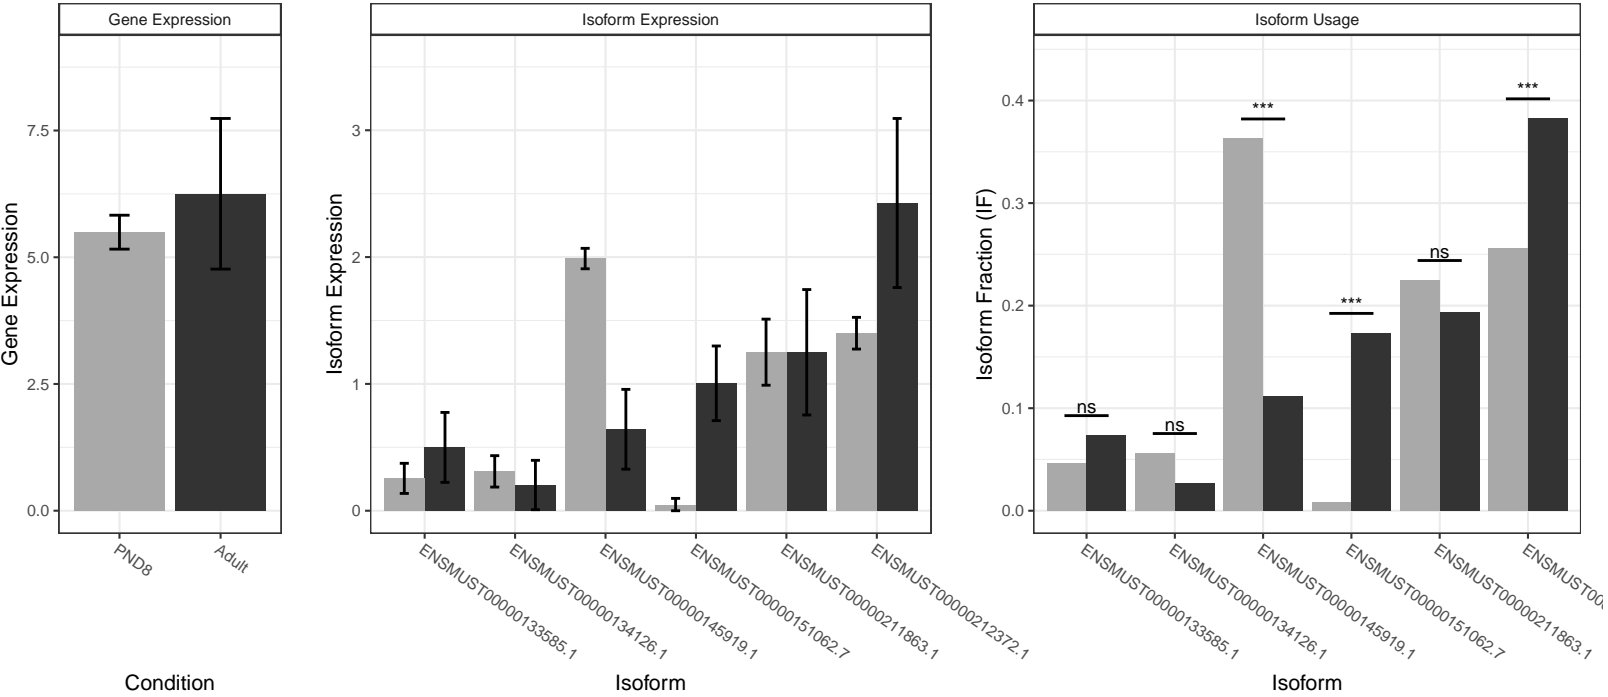 Gene Expression
Isoform Expression
Isoform Usage
Gene Expression
7.5
5.0
2.5
0.0
PND8
Adult
Condition
Isoform Expression
3
2
1
0
ENSMUST00000133585.1
ENSMUST00000134126.1
ENSMUST00000145919.1
ENSMUST00000151062.7
ENSMUST00000211863.1
ENSMUST00000212372.1
Isoform
Isoform Fraction (IF)
0.4
0.3
0.2
0.1
0.0
ns
ns
***
***
ns
***
ENSMUST00000133585.1
ENSMUST00000134126.1
ENSMUST00000145919.1
ENSMUST00000151062.7
ENSMUST00000211863.1
Isoform